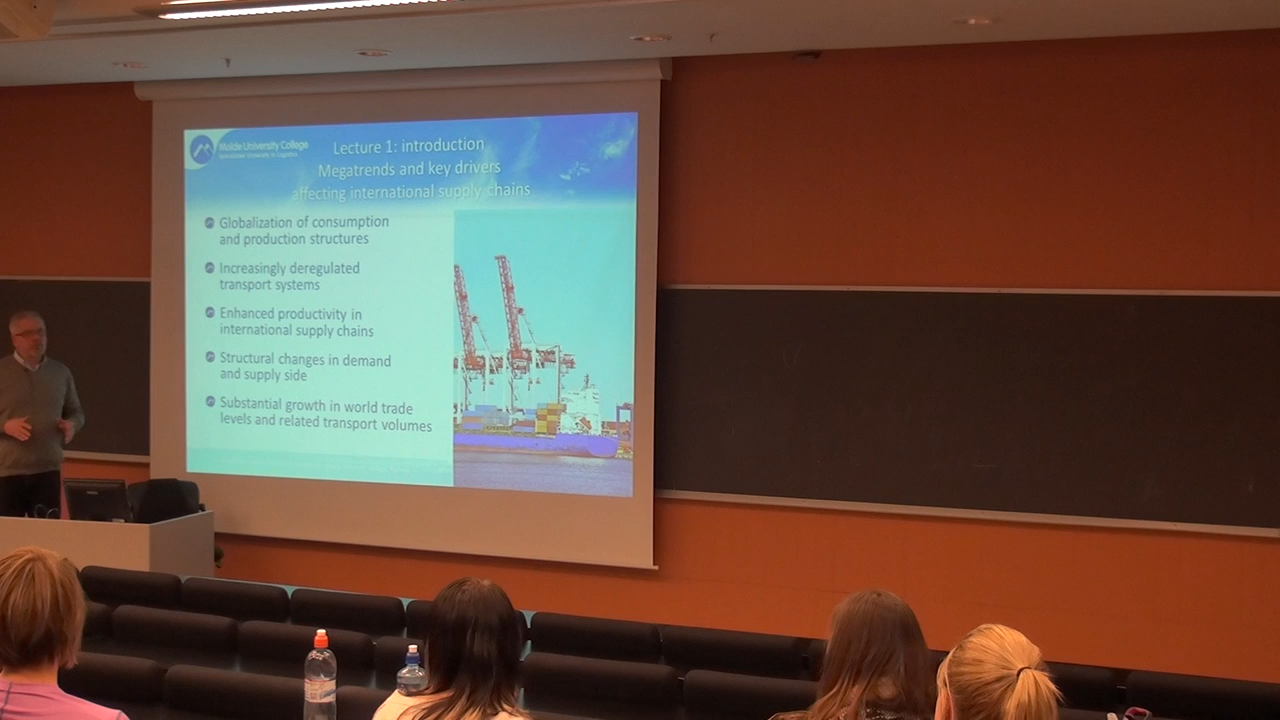 Molde University College
Specialized University in Logistics
Lecture 1: introduction
Megatrends and key drivers
affecting international supply chains
Globalization of consumption
and production structures
Increasingly deregulated
transport systems
Enhanced productivity in
international supply chains
Structural changes in demand
and supply side
Substantial growth in world trade
levels and related transport volumes